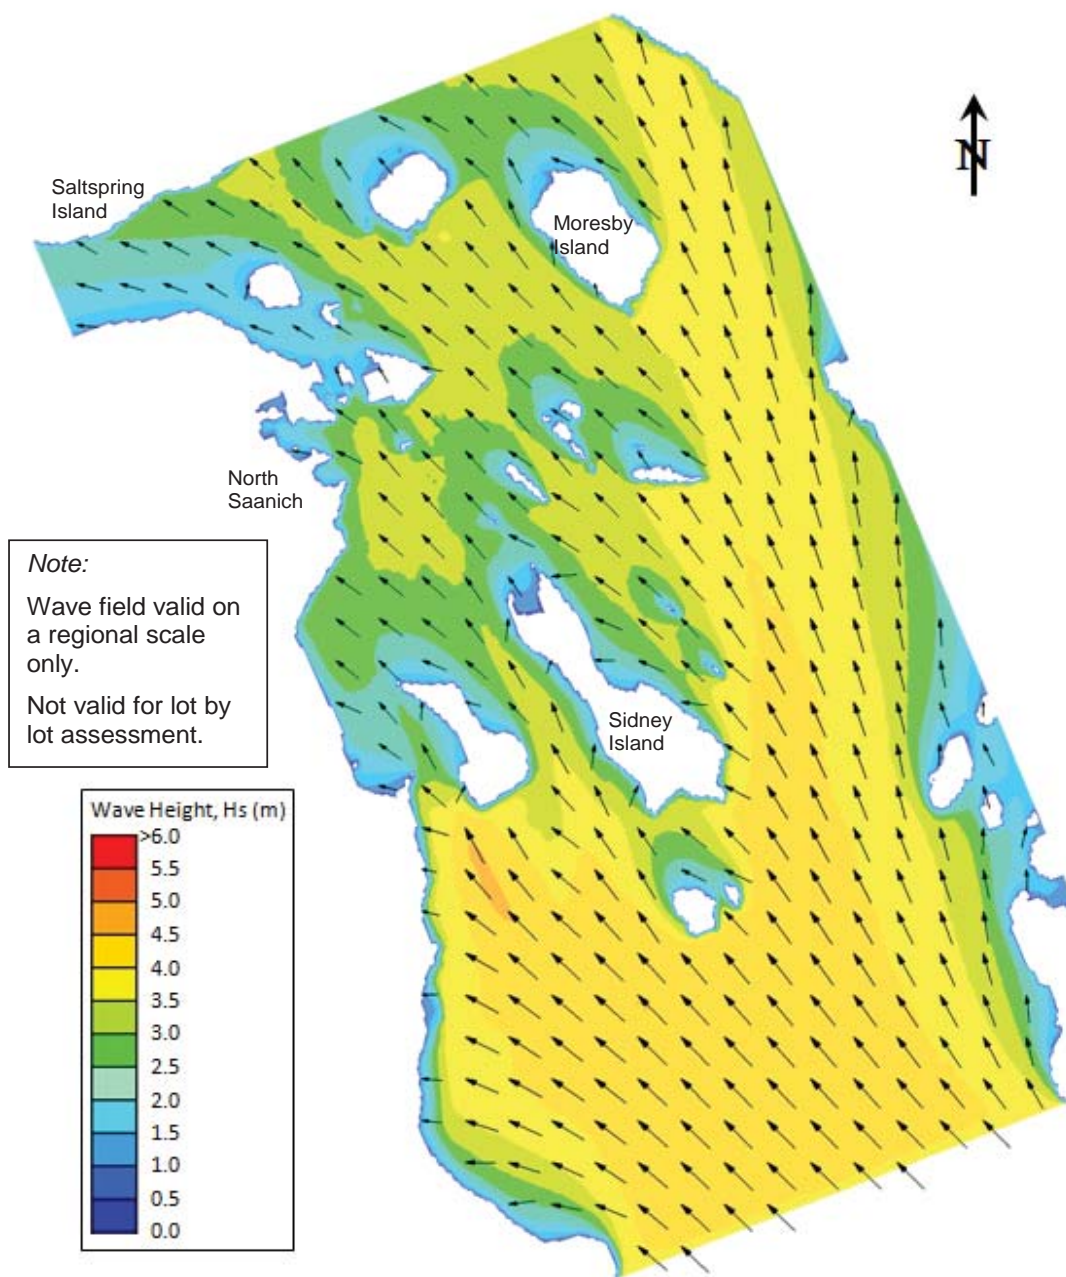 N
Saltspring
Island
Moresby
Island
North
Saanich
Note:
Wave field valid on
a regional scale
only.
Not valid for lot by
lot assessment.
Sidney
Island
Wave Height, Hs (m)
>6.0
5.5
5.0
4.5
4.0
3.5
3.0
2.5
2.0
1.5
1.0
0.5
0.0